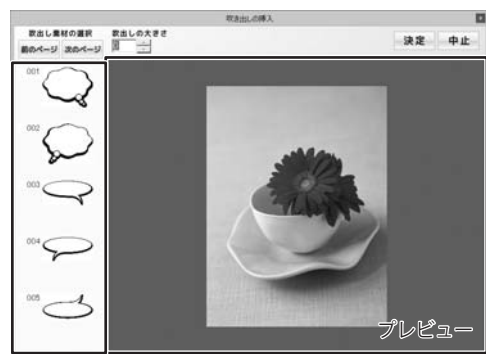 吹き出しの挿入
吹出し素材の選択
吹出しの大きさ
前のページ
次のページ
決定
中止
001
002
003
004
005
プレビュー